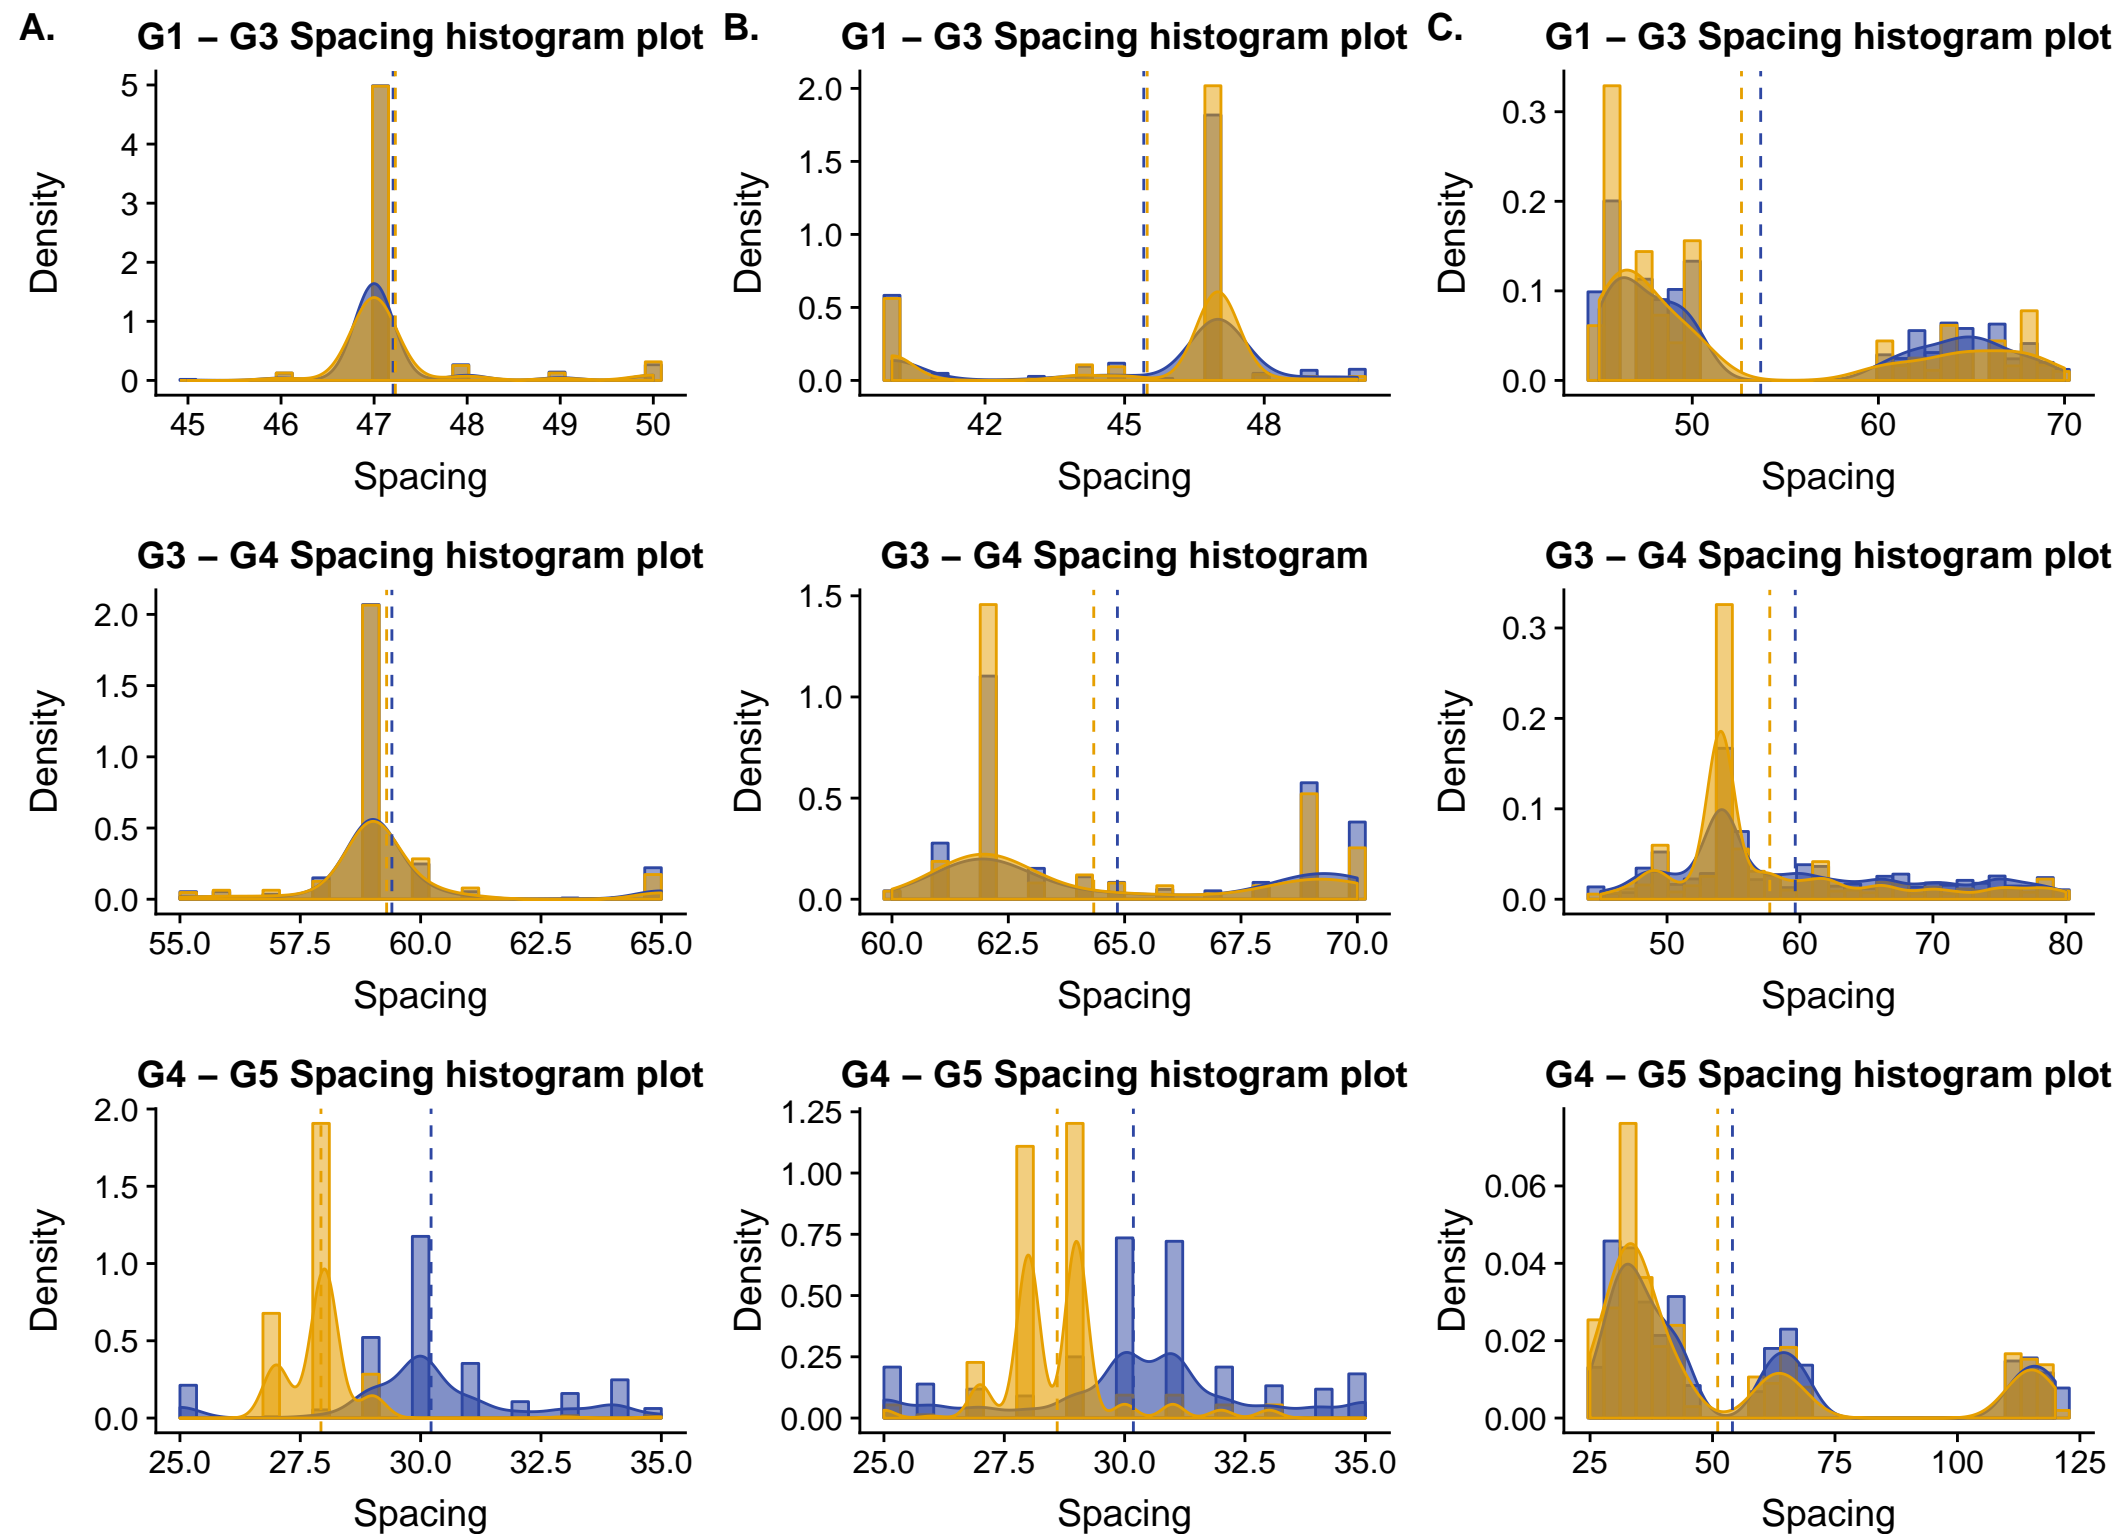 A.
G1 – G3 Spacing histogram plot
Density
5
4
3
2
1
0
45 46 47 48 49 50
Spacing
B.
G1 – G3 Spacing histogram plot
Density
2.0
1.5
1.0
0.5
0.0
42 45 48
Spacing
C.
G1 – G3 Spacing histogram plot
Density
0.3
0.2
0.1
0.0
50 60 70
Spacing
G3 – G4 Spacing histogram plot
Density
2.0
1.5
1.0
0.5
0.0
55.0 57.5 60.0 62.5 65.0
Spacing
G3 – G4 Spacing histogram
Density
1.5
1.0
0.5
0.0
60.0 62.5 65.0 67.5 70.0
Spacing
G3 – G4 Spacing histogram plot
Density
0.3
0.2
0.1
0.0
50 60 70 80
Spacing
G4 – G5 Spacing histogram plot
Density
2.0
1.5
1.0
0.5
0.0
25.0 27.5 30.0 32.5 35.0
Spacing
G4 – G5 Spacing histogram plot
Density
1.25
1.00
0.75
0.50
0.25
0.00
25.0 27.5 30.0 32.5 35.0
Spacing
G4 – G5 Spacing histogram plot
Density
0.06
0.04
0.02
0.00
25 50 75 100 125
Spacing